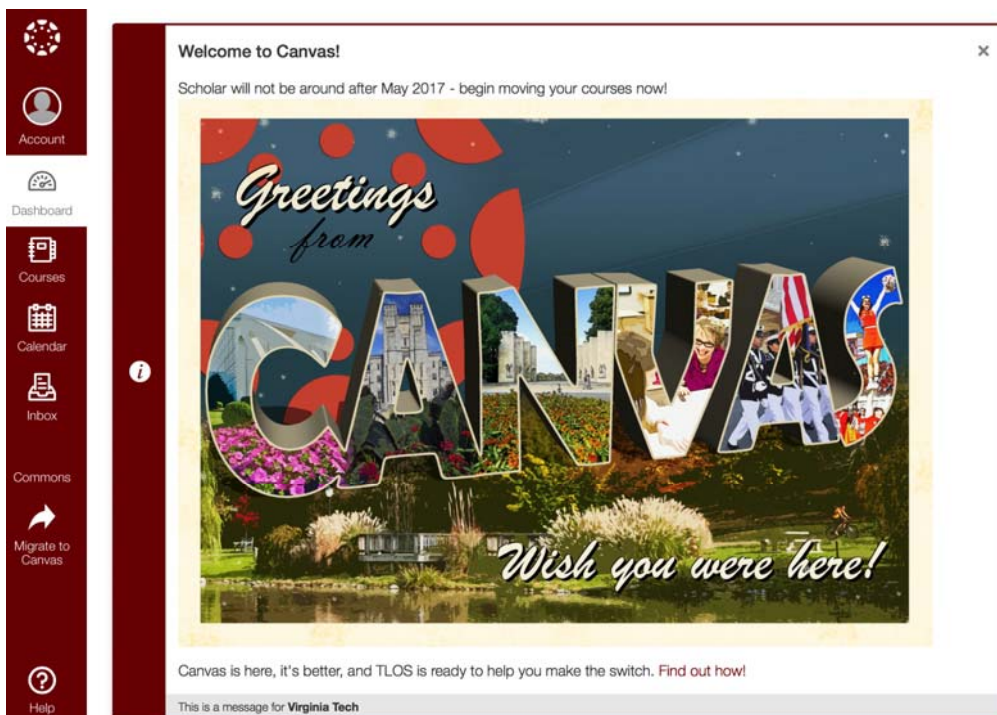 Account
Dashboard
Courses
Calendar
Inbox
Commons
Migrate to
Canvas
Help
Welcome to Canvas!
Scholar will not be around after May 2017 - begin moving your courses now!
Greetings
from
CANVAS
Wish you were here!
Canvas is here, it's better, and TLOS is ready to help you make the switch. Find out how!
This is a message for Virginia Tech